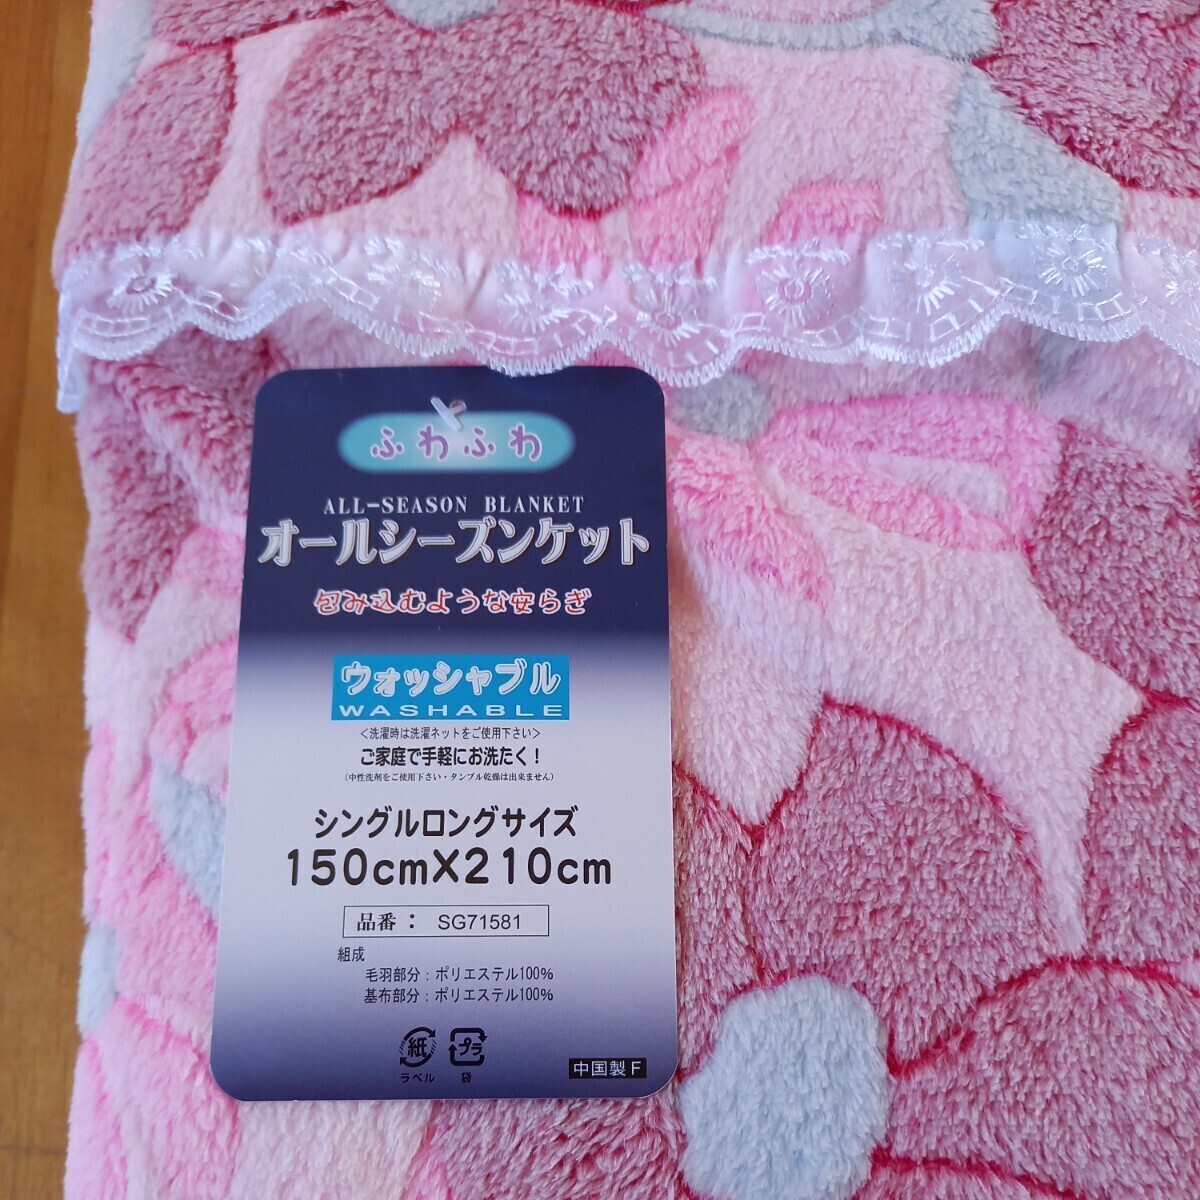 ふわふわ
ALL-SEASON BLANKET
オールシーズンケット
包み込むような安らぎ
ウォッシャブル
WASHABLE
<洗濯時は洗濯ネットをご使用下さい>
ご家庭で手軽にお洗たく！
(中性洗剤をご使用下さい・タンブル乾燥は出来ません)
シングルロングサイズ
150cm×210cm
品番： SG71581
組成
毛羽部分：ポリエステル100%
基布部分：ポリエステル100%
紙 プラ
ラベル 袋
中国製 F